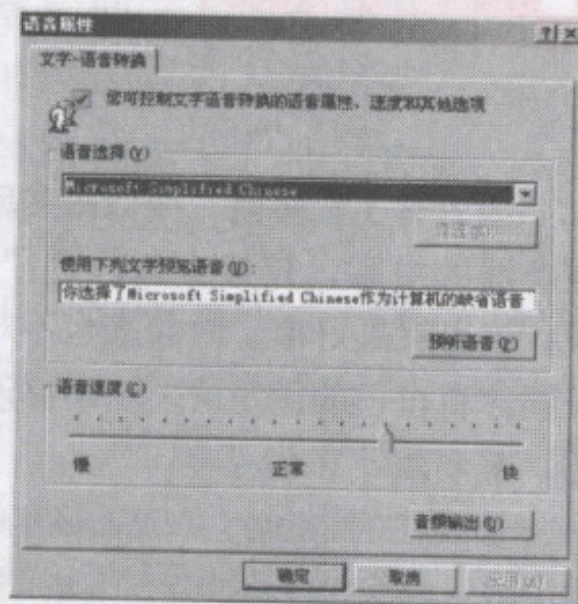 语音属性
文字-语音转换
您可控制文字语音转换的语音属性、速度和其他选项
语音选择(V)
Microsoft Simplified Chinese
使用下列文字预览语音(U):
你选择了Microsoft Simplified Chinese作为计算机的缺省语音
预听语音(P)
语音速度(C)
慢
正常
快
音频输出(O)
确定
取消